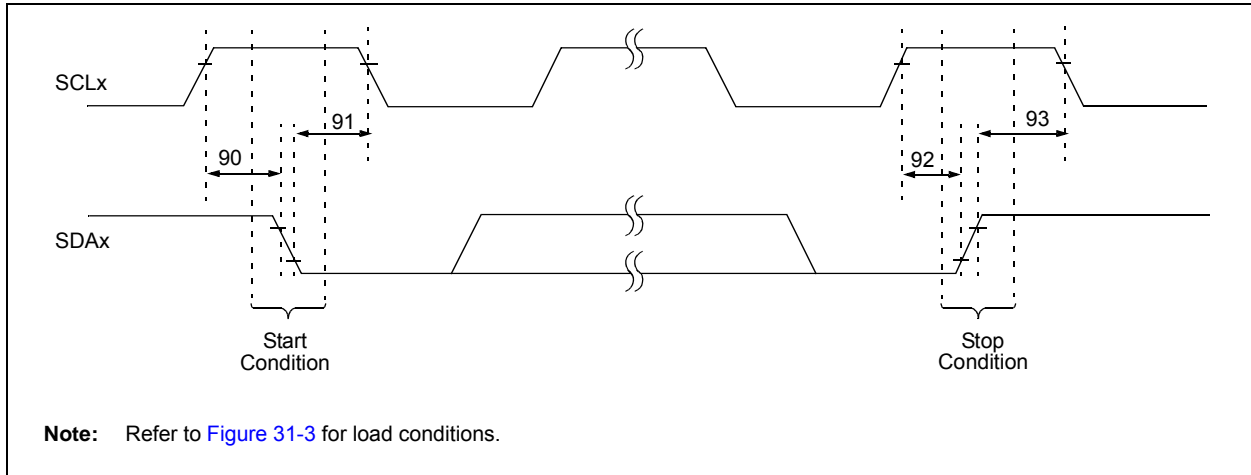 SCLx
91
93
90
92
SDAx
Start
Condition
Stop
Condition
Note: Refer to Figure 31-3 for load conditions.